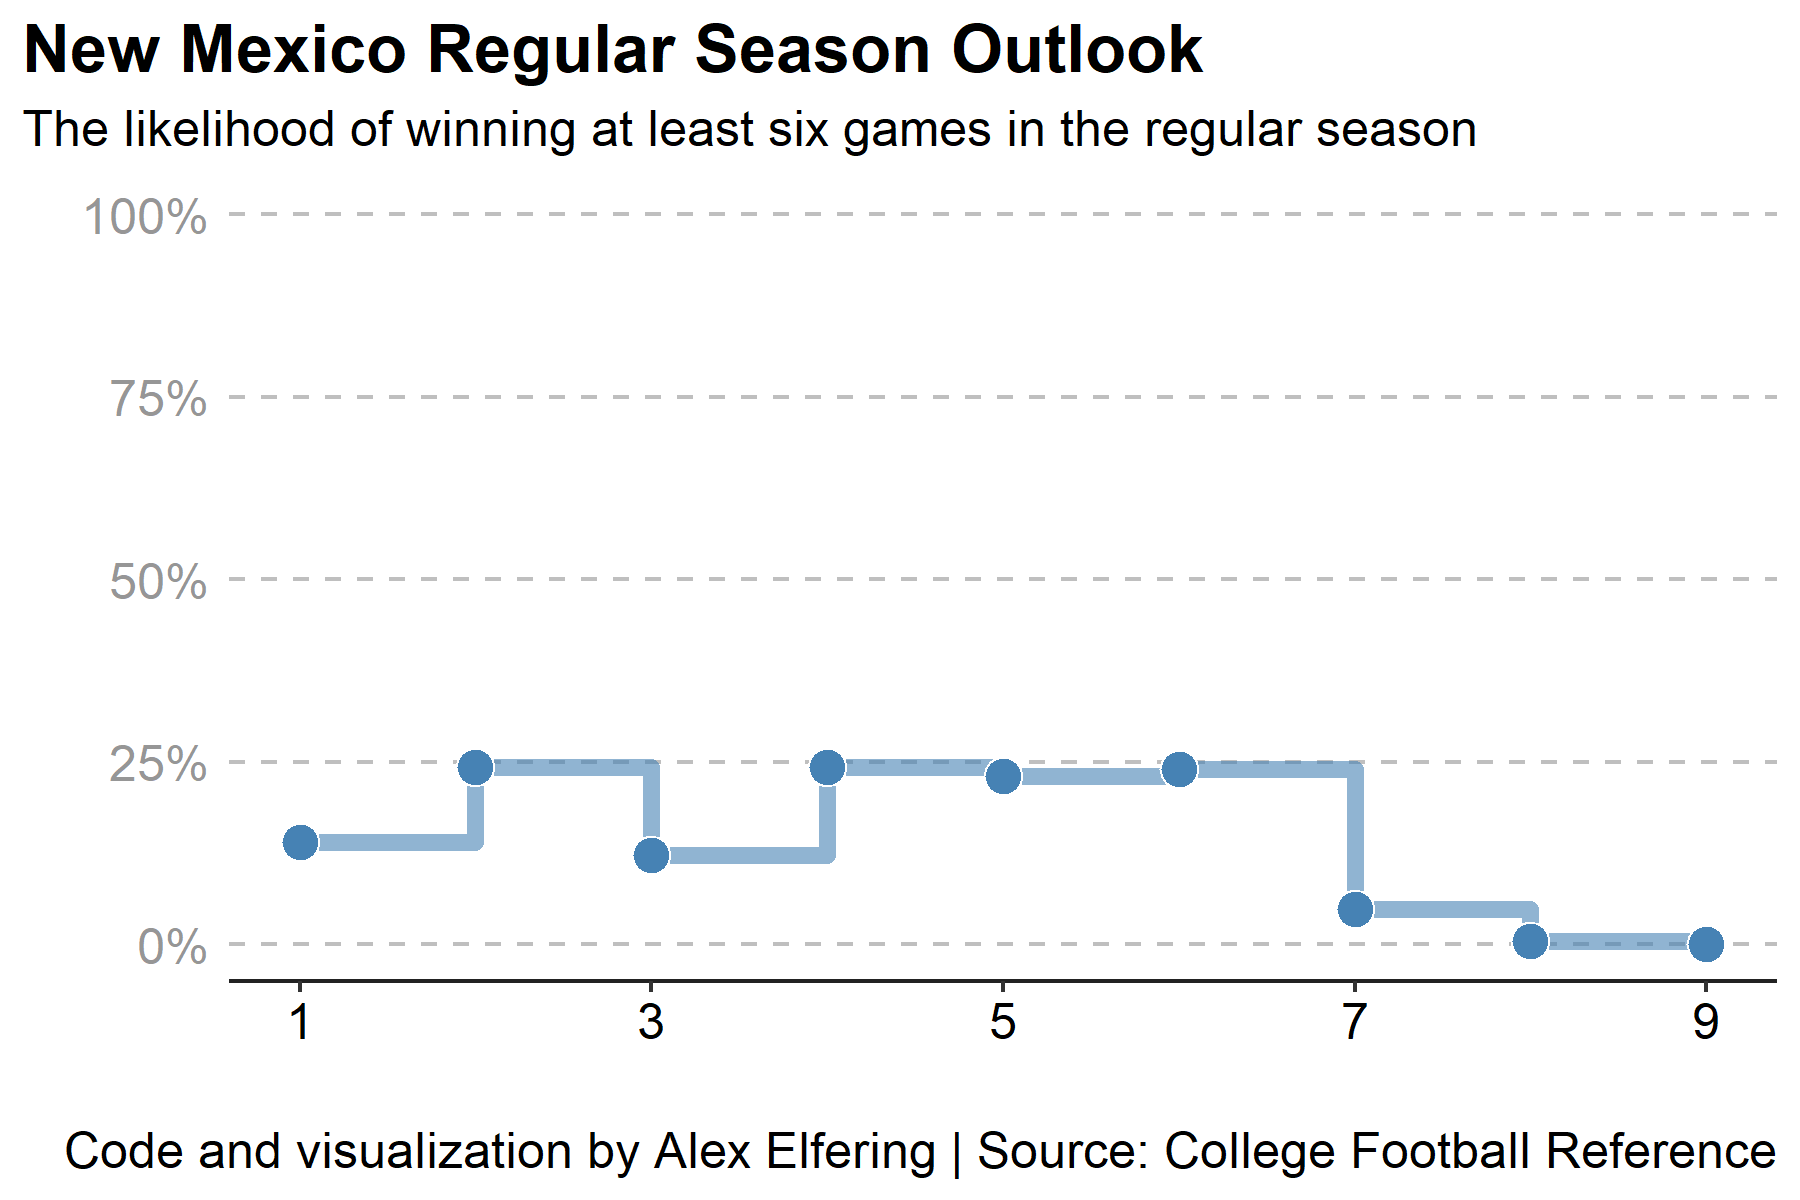 New Mexico Regular Season Outlook
The likelihood of winning at least six games in the regular season
100%
75%
50%
25%
0%
1 3 5 7 9
Code and visualization by Alex Elfering | Source: College Football Reference